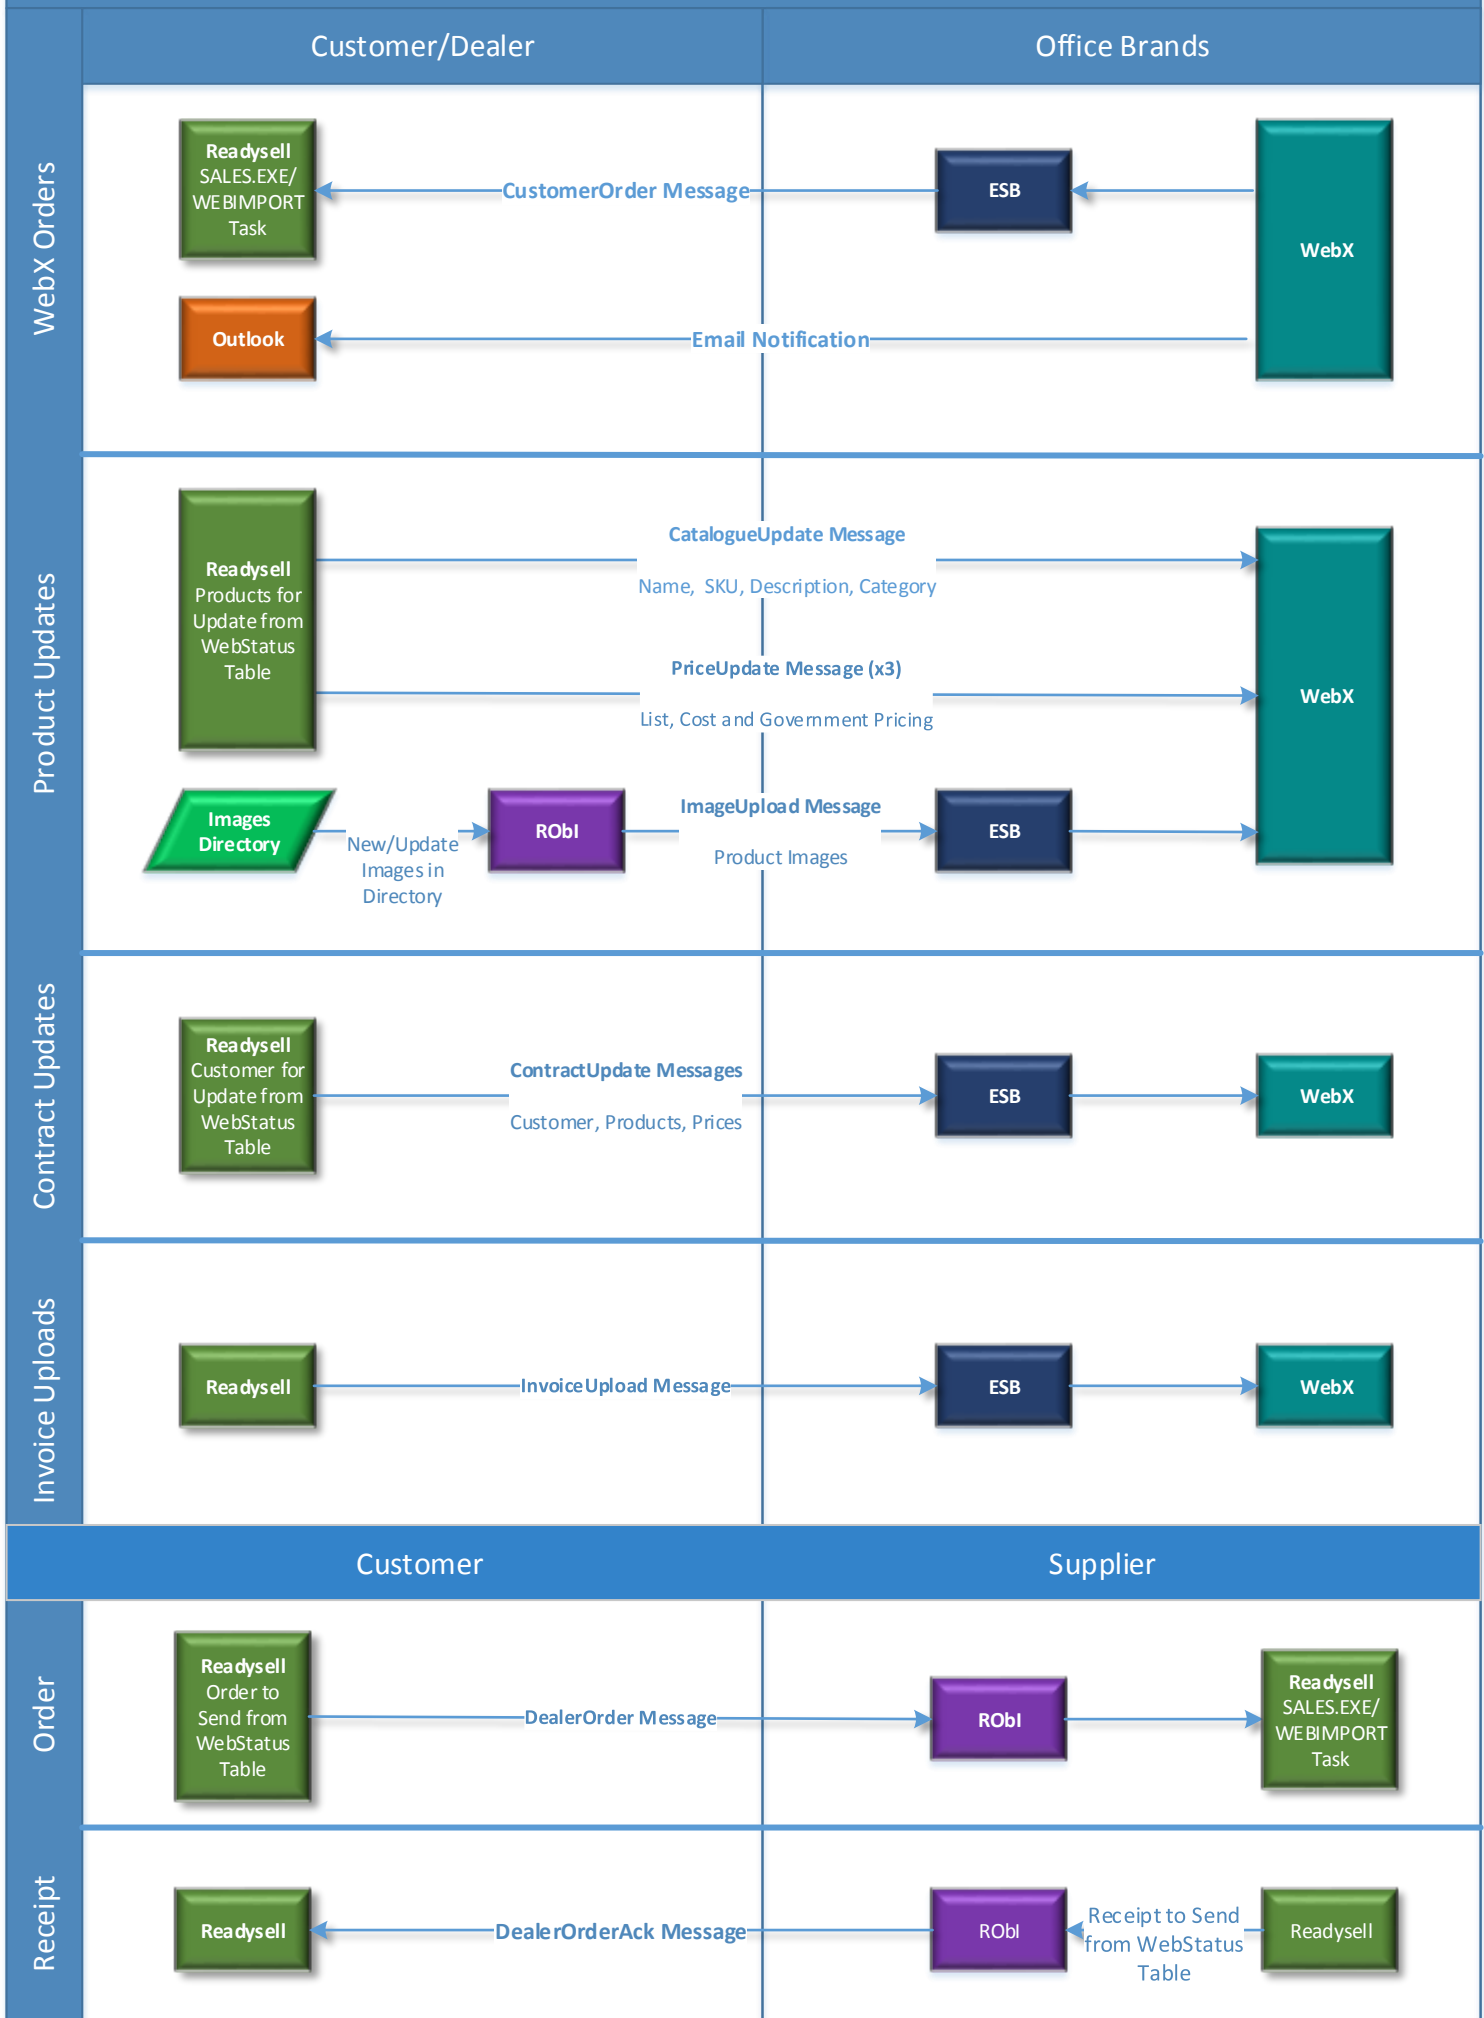 Customer/Dealer
Office Brands
WebX Orders
Readysell
SALES.EXE/
WEBIMPORT
Task
CustomerOrder Message
ESB
WebX
Outlook
Email Notification
Product Updates
Readysell
Products for
Update from
WebStatus
Table
CatalogueUpdate Message
Name, SKU, Description, Category
PriceUpdate Message (x3)
List, Cost and Government Pricing
WebX
Images
Directory
New/Update
Images in
Directory
RObI
ImageUpload Message
Product Images
ESB
Contract Updates
Readysell
Customer for
Update from
WebStatus
Table
ContractUpdate Messages
Customer, Products, Prices
ESB
WebX
Invoice Uploads
Readysell
InvoiceUpload Message
ESB
WebX
Customer
Supplier
Order
Readysell
Order to
Send from
WebStatus
Table
DealerOrder Message
RObI
Readysell
SALES.EXE/
WEBIMPORT
Task
Receipt
Readysell
DealerOrderAck Message
RObI
Receipt to Send
from WebStatus
Table
Readysell